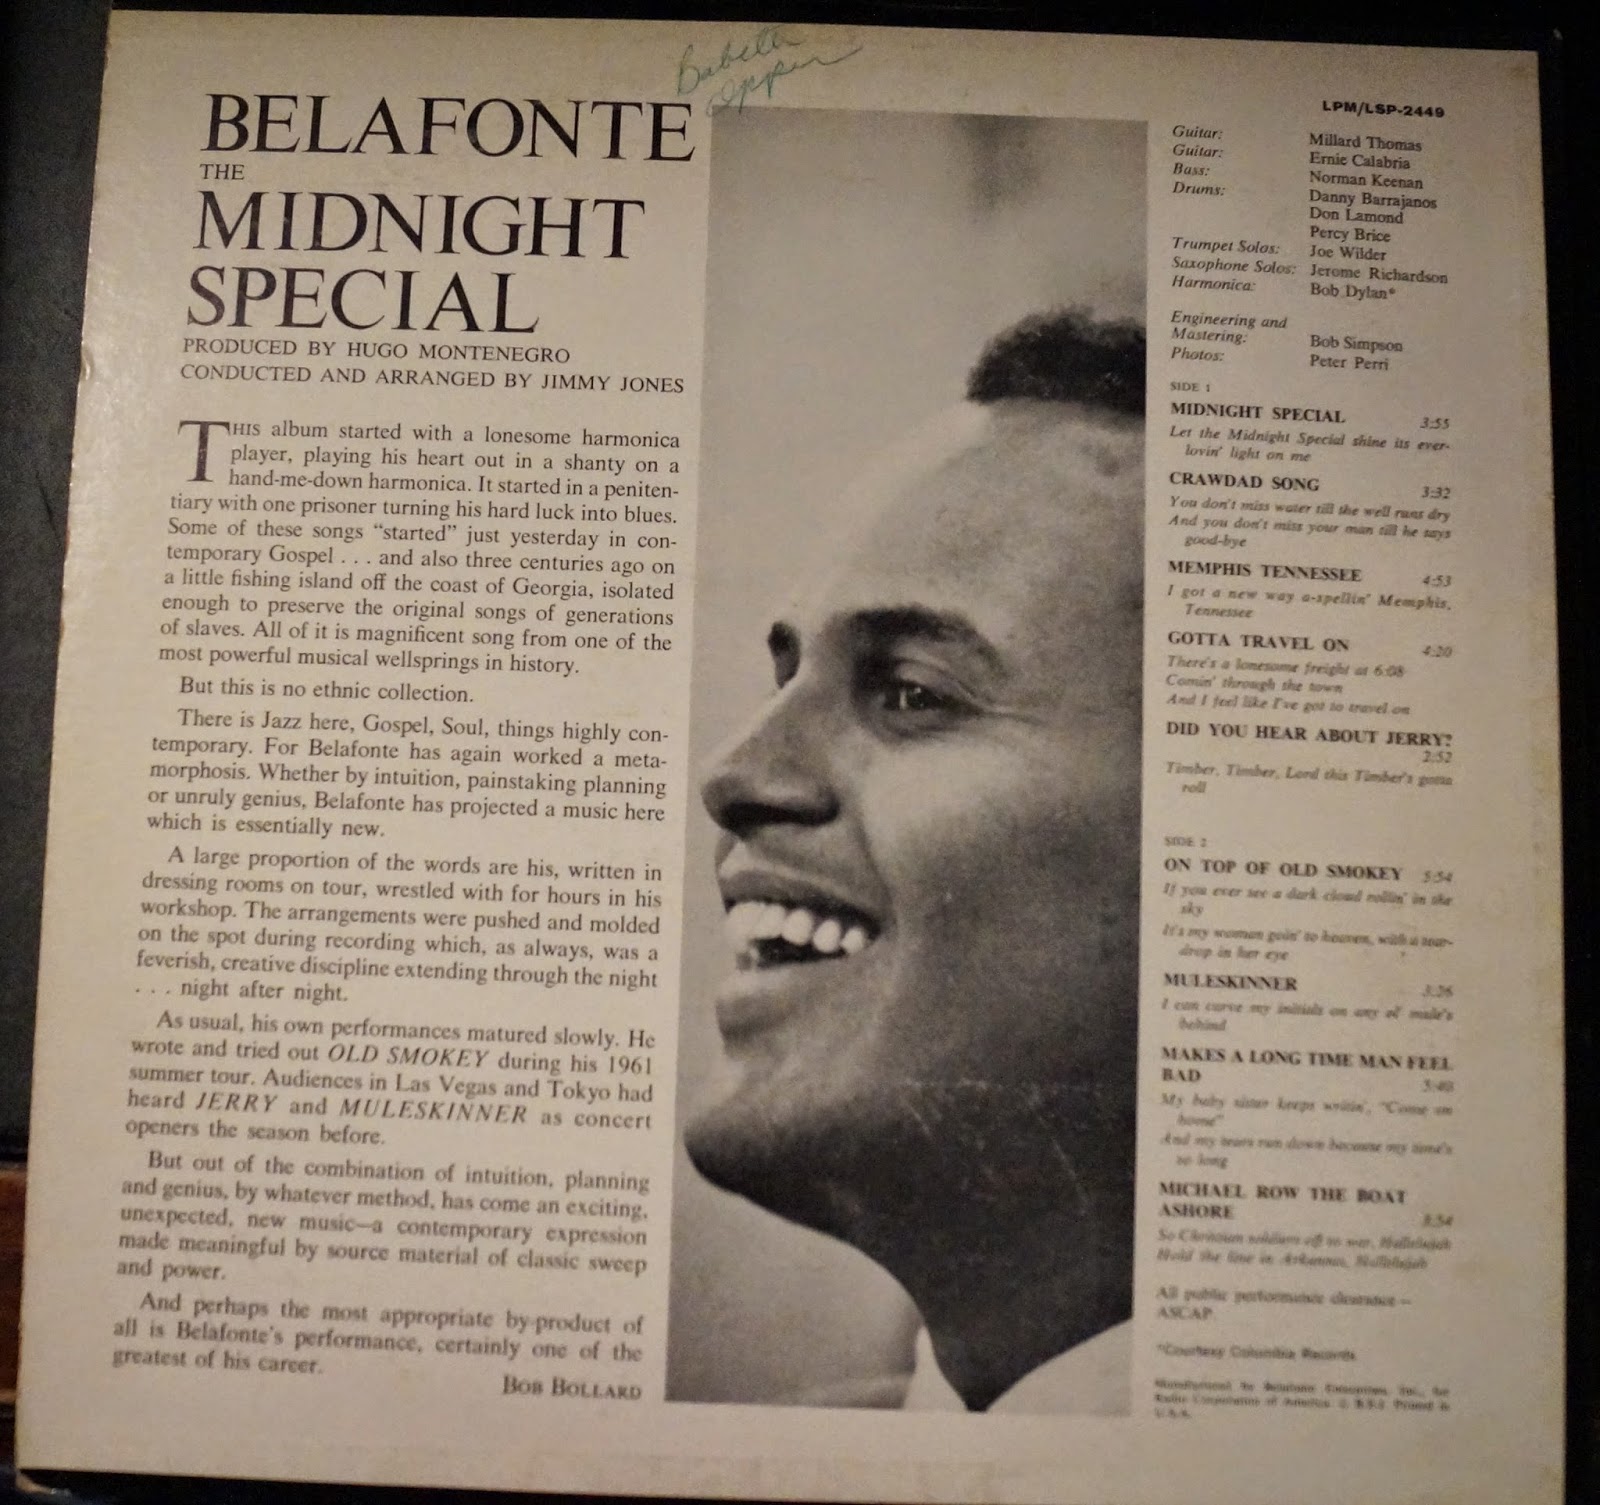 BELAFONTE
THE
MIDNIGHT
SPECIAL
PRODUCED BY HUGO MONTENEGRO
CONDUCTED AND ARRANGED BY JIMMY JONES
THIS album started with a lonesome harmonica
player, playing his heart out in a shanty on a
hand-me-down harmonica. It started in a peniten-
tiary with one prisoner turning his hard luck into blues.
Some of these songs “started” just yesterday in con-
temporary Gospel . . . and also three centuries ago on
a little fishing island off the coast of Georgia, isolated
enough to preserve the original songs of generations
of slaves. All of it is magnificent song from one of the
most powerful musical wellsprings in history.
But this is no ethnic collection.
There is Jazz here, Gospel, Soul, things highly con-
temporary. For Belafonte has again worked a meta-
morphosis. Whether by intuition, painstaking planning
or unruly genius, Belafonte has projected a music here
which is essentially new.
A large proportion of the words are his, written in
dressing rooms on tour, wrestled with for hours in his
workshop. The arrangements were pushed and molded
on the spot during recording which, as always, was a
feverish, creative discipline extending through the night
. . . night after night.
As usual, his own performances matured slowly. He
wrote and tried out OLD SMOKEY during his 1961
summer tour. Audiences in Las Vegas and Tokyo had
heard JERRY and MULESKINNER as concert
openers the season before.
But out of the combination of intuition, planning
and genius, by whatever method, has come an exciting,
unexpected, new music—a contemporary expression
made meaningful by source material of classic sweep
and power.
And perhaps the most appropriate by-product of
all is Belafonte's performance, certainly one of the
greatest of his career.
BOB BOLLARD
LPM/LSP-2449
Guitar: Millard Thomas
Guitar: Ernie Calabria
Bass: Norman Keenan
Drums: Danny Barrajanos
Don Lamond
Percy Brice
Trumpet Solos: Joe Wilder
Saxophone Solos: Jerome Richardson
Harmonica: Bob Dylan*
Engineering and
Mastering: Bob Simpson
Photos: Peter Perri
SIDE 1
MIDNIGHT SPECIAL 3:55
Let the Midnight Special shine its ever-
lovin' light on me
CRAWDAD SONG 3:32
You don't miss water till the well runs dry
And you don't miss your man till he says
good-bye
MEMPHIS TENNESSEE 4:53
I got a new way a-spellin' Memphis,
Tennessee
GOTTA TRAVEL ON 4:20
There's a lonesome freight at 6:08
Comin' through the town
And I feel like I've got to travel on
DID YOU HEAR ABOUT JERRY?
2:52
Timber, Timber, Lord this Timber's gotta
roll
SIDE 2
ON TOP OF OLD SMOKEY 5:54
If you ever see a dark cloud rollin' in the
sky
It's my woman goin' to heaven, with a tear-
drop in her eye
MULESKINNER 3:26
I can carve my initials on any ol' mule's
behind
MAKES A LONG TIME MAN FEEL
BAD
My baby sister keeps writin', "Come on
home"
And my tears run down because my time's
so long
MICHAEL ROW THE BOAT
ASHORE
So Christian soldiers off to war, Hallelujah
Hold the line in Arkansas, Hallelujah
All public performance clearance –
ASCAP
*Courtesy Columbia Records
Manufactured by Belafonte Enterprises, Inc., for
Radio Corporation of America Printed in
U.S.A.